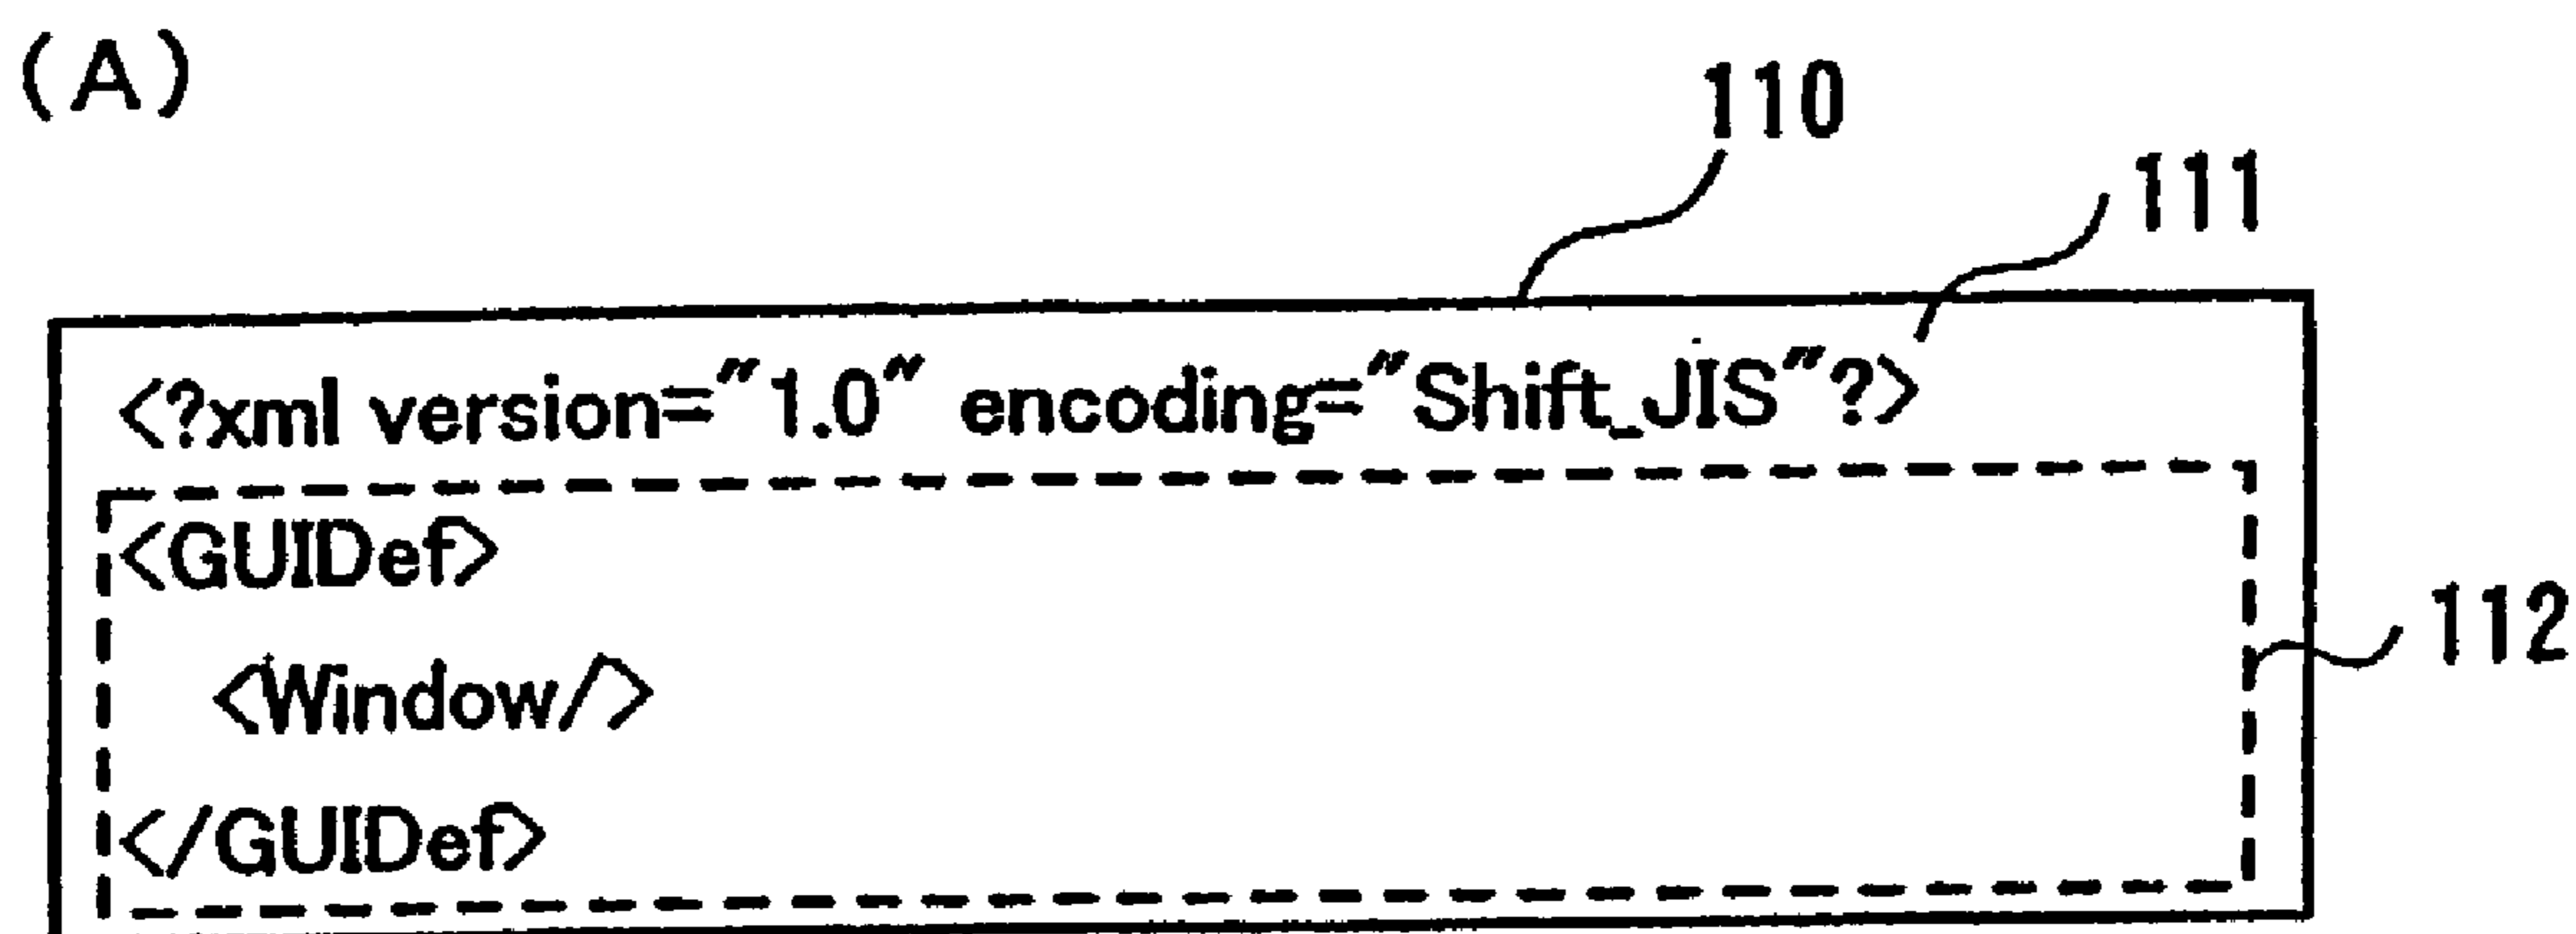 (A)
110
111
<?xml version="1.0" encoding="Shift_JIS"?>
<GUIDef>
<Window/>
112
</GUIDef>